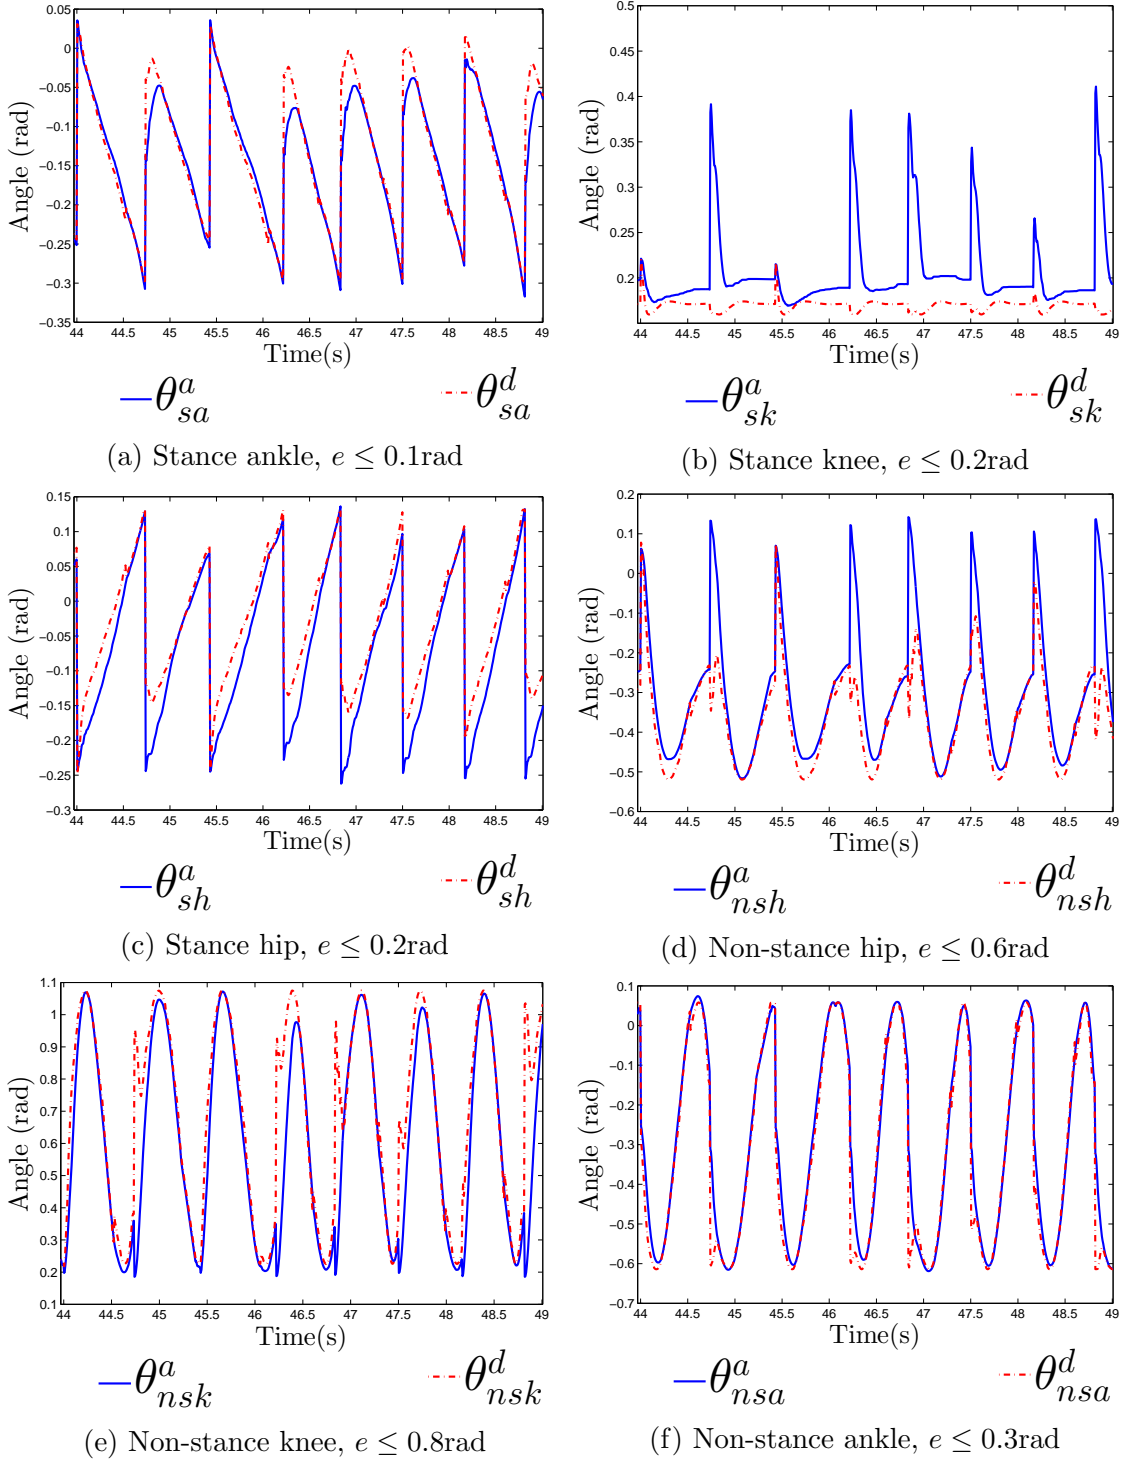 0.05
0
−0.05
−0.1
−0.15
−0.2
−0.25
−0.3
−0.35
Angle (rad)
44 44.5 45 45.5 46 46.5 47 47.5 48 48.5 49
Time(s)
θ^a_sa θ^d_sa
(a) Stance ankle, e ≤ 0.1rad
0.5
0.45
0.4
0.35
0.3
0.25
0.2
Angle (rad)
44 44.5 45 45.5 46 46.5 47 47.5 48 48.5 49
Time(s)
θ^a_sk θ^d_sk
(b) Stance knee, e ≤ 0.2rad
0.15
0.1
0.05
0
−0.05
−0.1
−0.15
−0.2
−0.25
−0.3
Angle (rad)
44 44.5 45 45.5 46 46.5 47 47.5 48 48.5 49
Time(s)
θ^a_sh θ^d_sh
(c) Stance hip, e ≤ 0.2rad
0.2
0.1
0
−0.1
−0.2
−0.3
−0.4
−0.5
−0.6
Angle (rad)
44 44.5 45 45.5 46 46.5 47 47.5 48 48.5 49
Time(s)
θ^a_nsh θ^d_nsh
(d) Non-stance hip, e ≤ 0.6rad
1.1
1
0.9
0.8
0.7
0.6
0.5
0.4
0.3
0.2
0.1
Angle (rad)
44 44.5 45 45.5 46 46.5 47 47.5 48 48.5 49
Time(s)
θ^a_nsk θ^d_nsk
(e) Non-stance knee, e ≤ 0.8rad
0.1
0
−0.1
−0.2
−0.3
−0.4
−0.5
−0.6
−0.7
Angle (rad)
44 44.5 45 45.5 46 46.5 47 47.5 48 48.5 49
Time(s)
θ^a_nsa θ^d_nsa
(f) Non-stance ankle, e ≤ 0.3rad